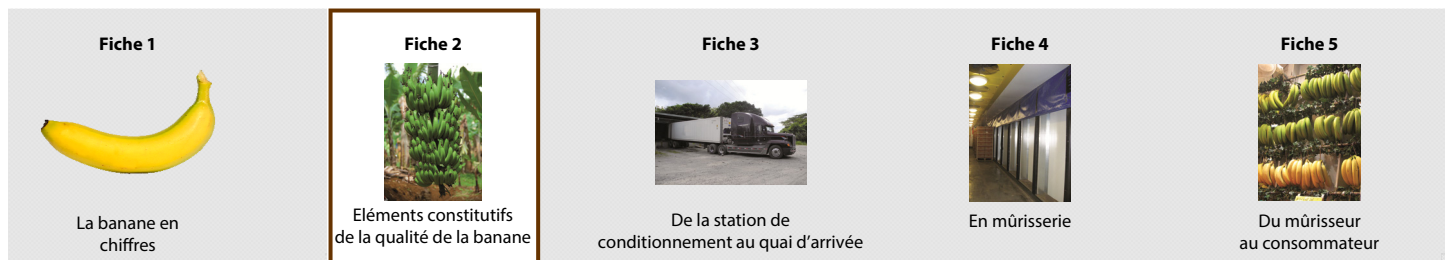 Fiche 1
La banane en
chiffres
Fiche 2
Eléments constitutifs
de la qualité de la banane
Fiche 3
De la station de
conditionnement au quai d'arrivée
Fiche 4
En mûrisserie
Fiche 5
Du mûrisseur
au consommateur